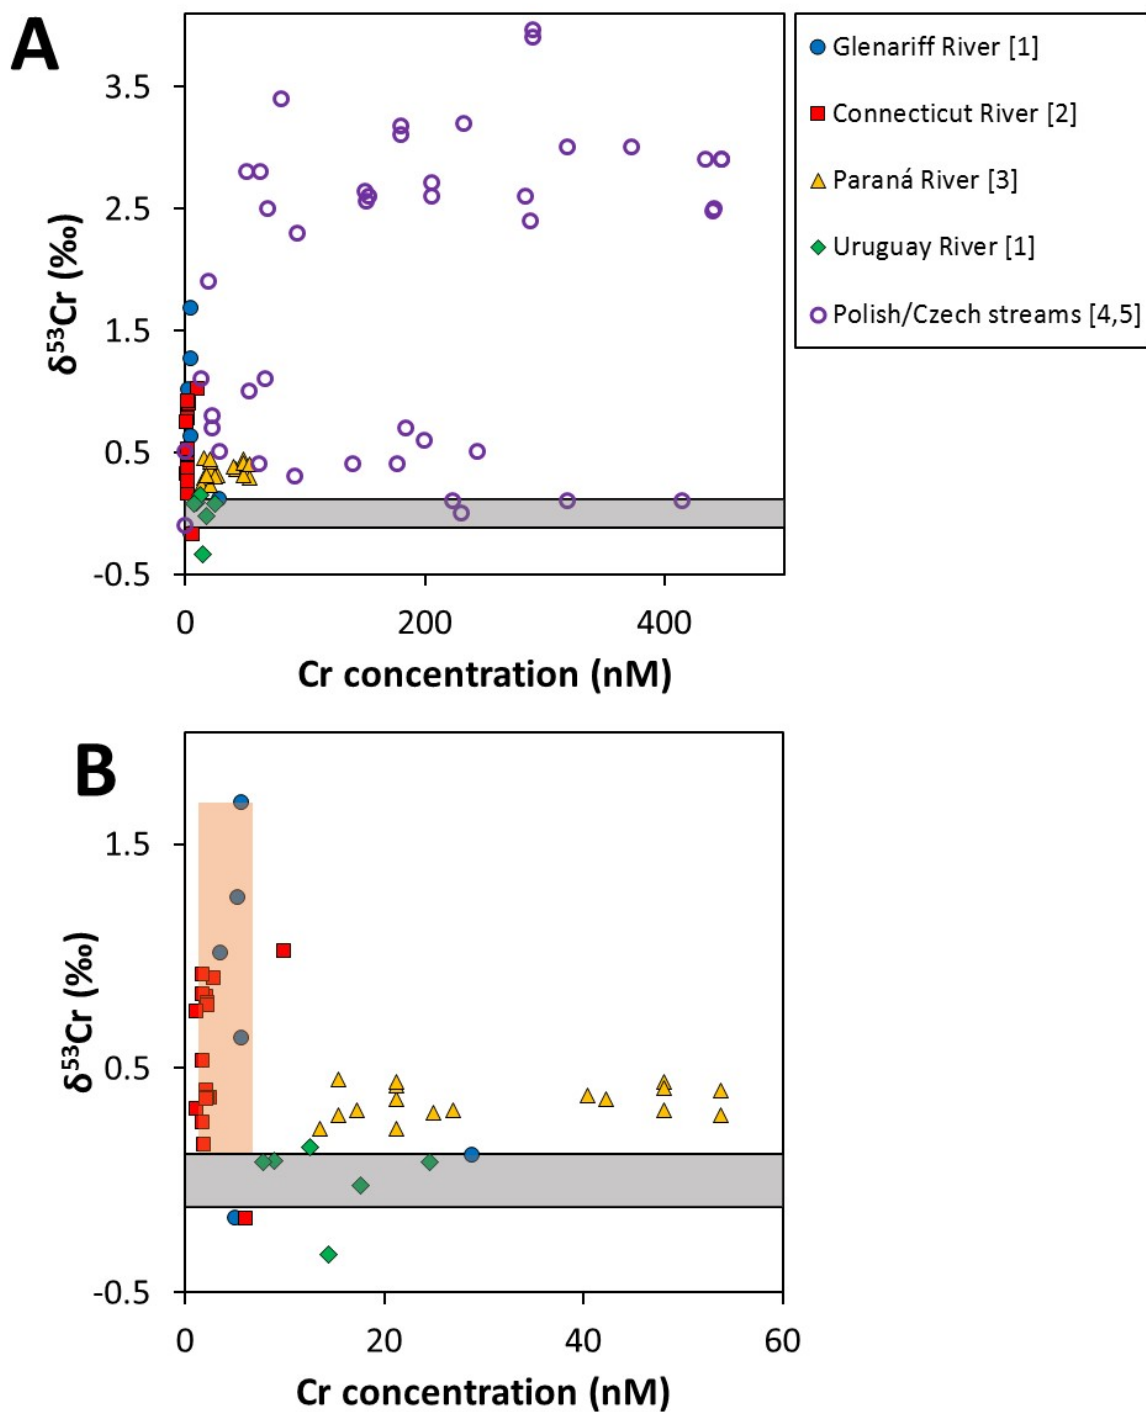 A
δ53Cr (‰)
3.5
2.5
1.5
0.5
-0.5
0
200
400
Cr concentration (nM)
Glenariff River [1]
Connecticut River [2]
Paraná River [3]
Uruguay River [1]
Polish/Czech streams [4,5]
B
δ53Cr (‰)
1.5
0.5
-0.5
0
20
40
60
Cr concentration (nM)